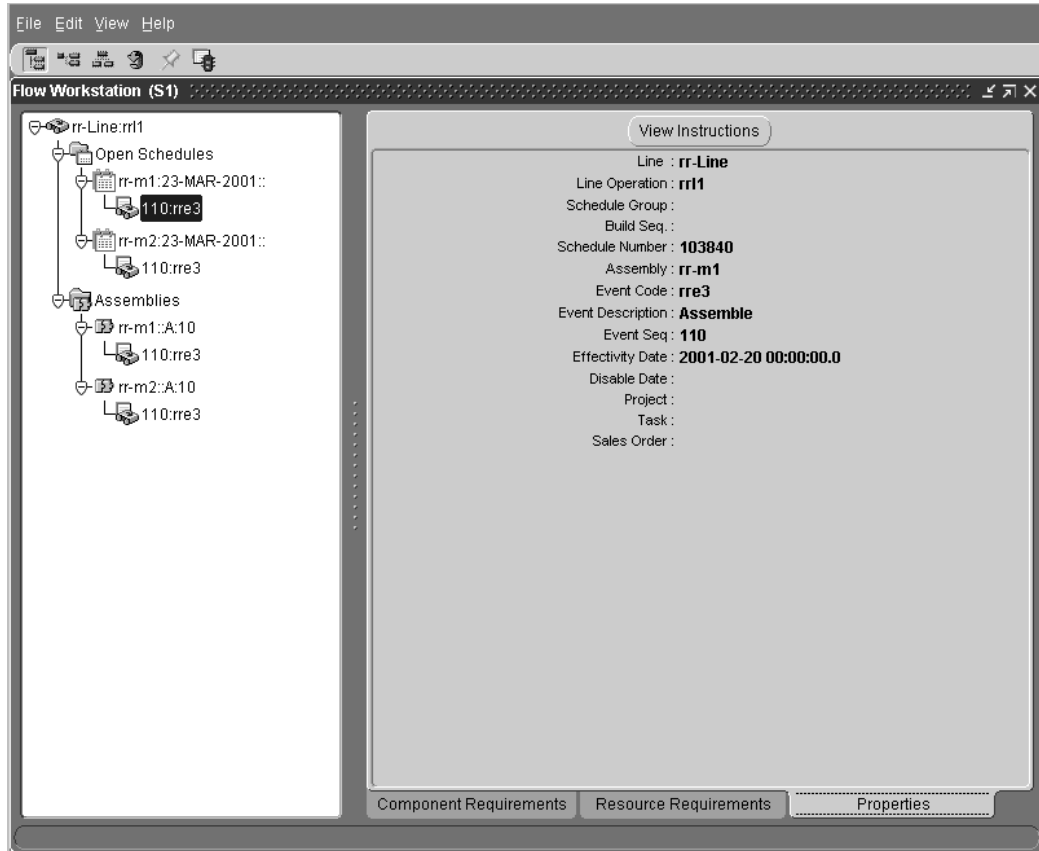 File Edit View Help
Flow Workstation (S1)
rr-Line:rrl1
Open Schedules
rr-m1:23-MAR-2001::
110:rre3
rr-m2:23-MAR-2001::
110:rre3
Assemblies
rr-m1::A:10
110:rre3
rr-m2::A:10
110:rre3
View Instructions
Line : rr-Line
Line Operation : rrl1
Schedule Group :
Build Seq. :
Schedule Number : 103840
Assembly : rr-m1
Event Code : rre3
Event Description : Assemble
Event Seq : 110
Effectivity Date : 2001-02-20 00:00:00.0
Disable Date :
Project :
Task :
Sales Order :
Component Requirements Resource Requirements Properties